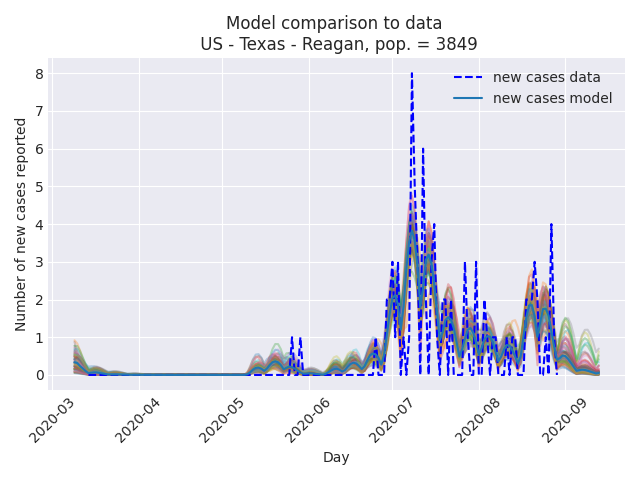 Model comparison to data
US - Texas - Reagan, pop. = 3849
new cases data
new cases model
Number of new cases reported
8
7
6
5
4
3
2
1
0
2020-03
2020-04
2020-05
2020-06
2020-07
2020-08
2020-09
Day